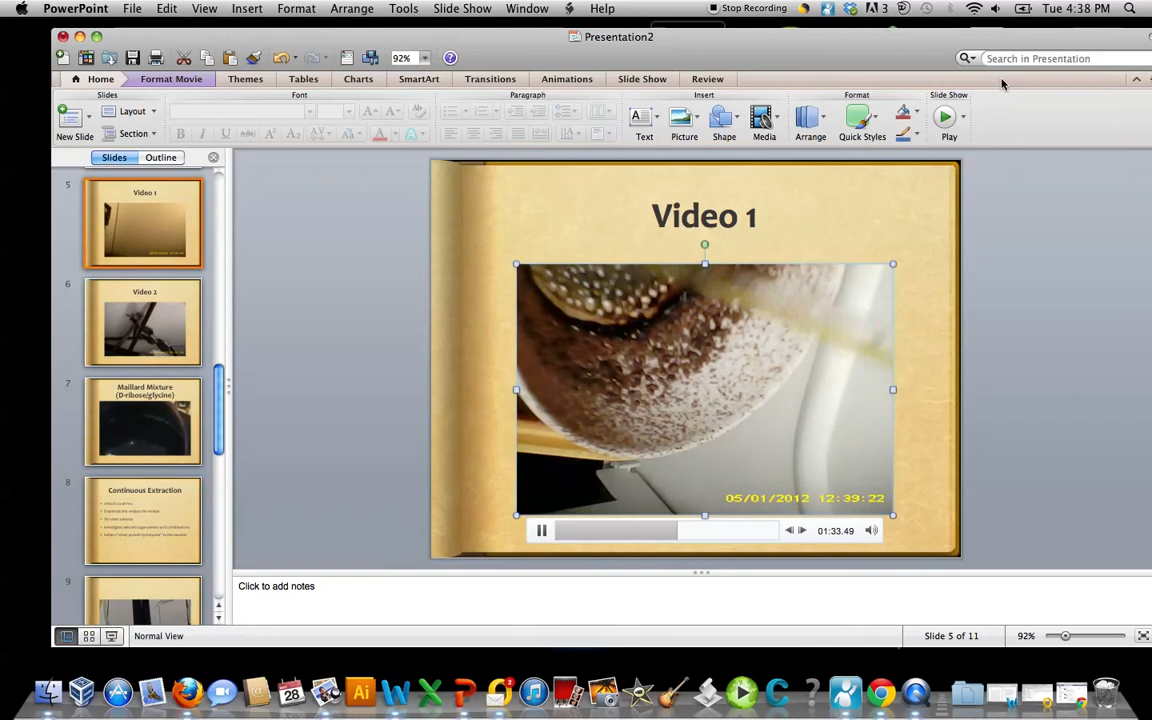 PowerPoint File Edit View Insert Format Arrange Tools Slide Show Window Help Stop Recording 3 Tue 4:38 PM
Presentation2
92% Search in Presentation
Home Format Movie Themes Tables Charts SmartArt Transitions Animations Slide Show Review
Slides Font Paragraph Insert Format Slide Show
Layout
Section
New Slide Text Picture Shape Media Arrange Quick Styles Play
Slides Outline
5
Video 1
6
Video 2
7
Maillard Mixture
(D-ribose/glycine)
8
Continuous Extraction
9
Video 1
05/01/2012 12:39:22
01:33.49
Click to add notes
Normal View Slide 5 of 11 92%
28
2